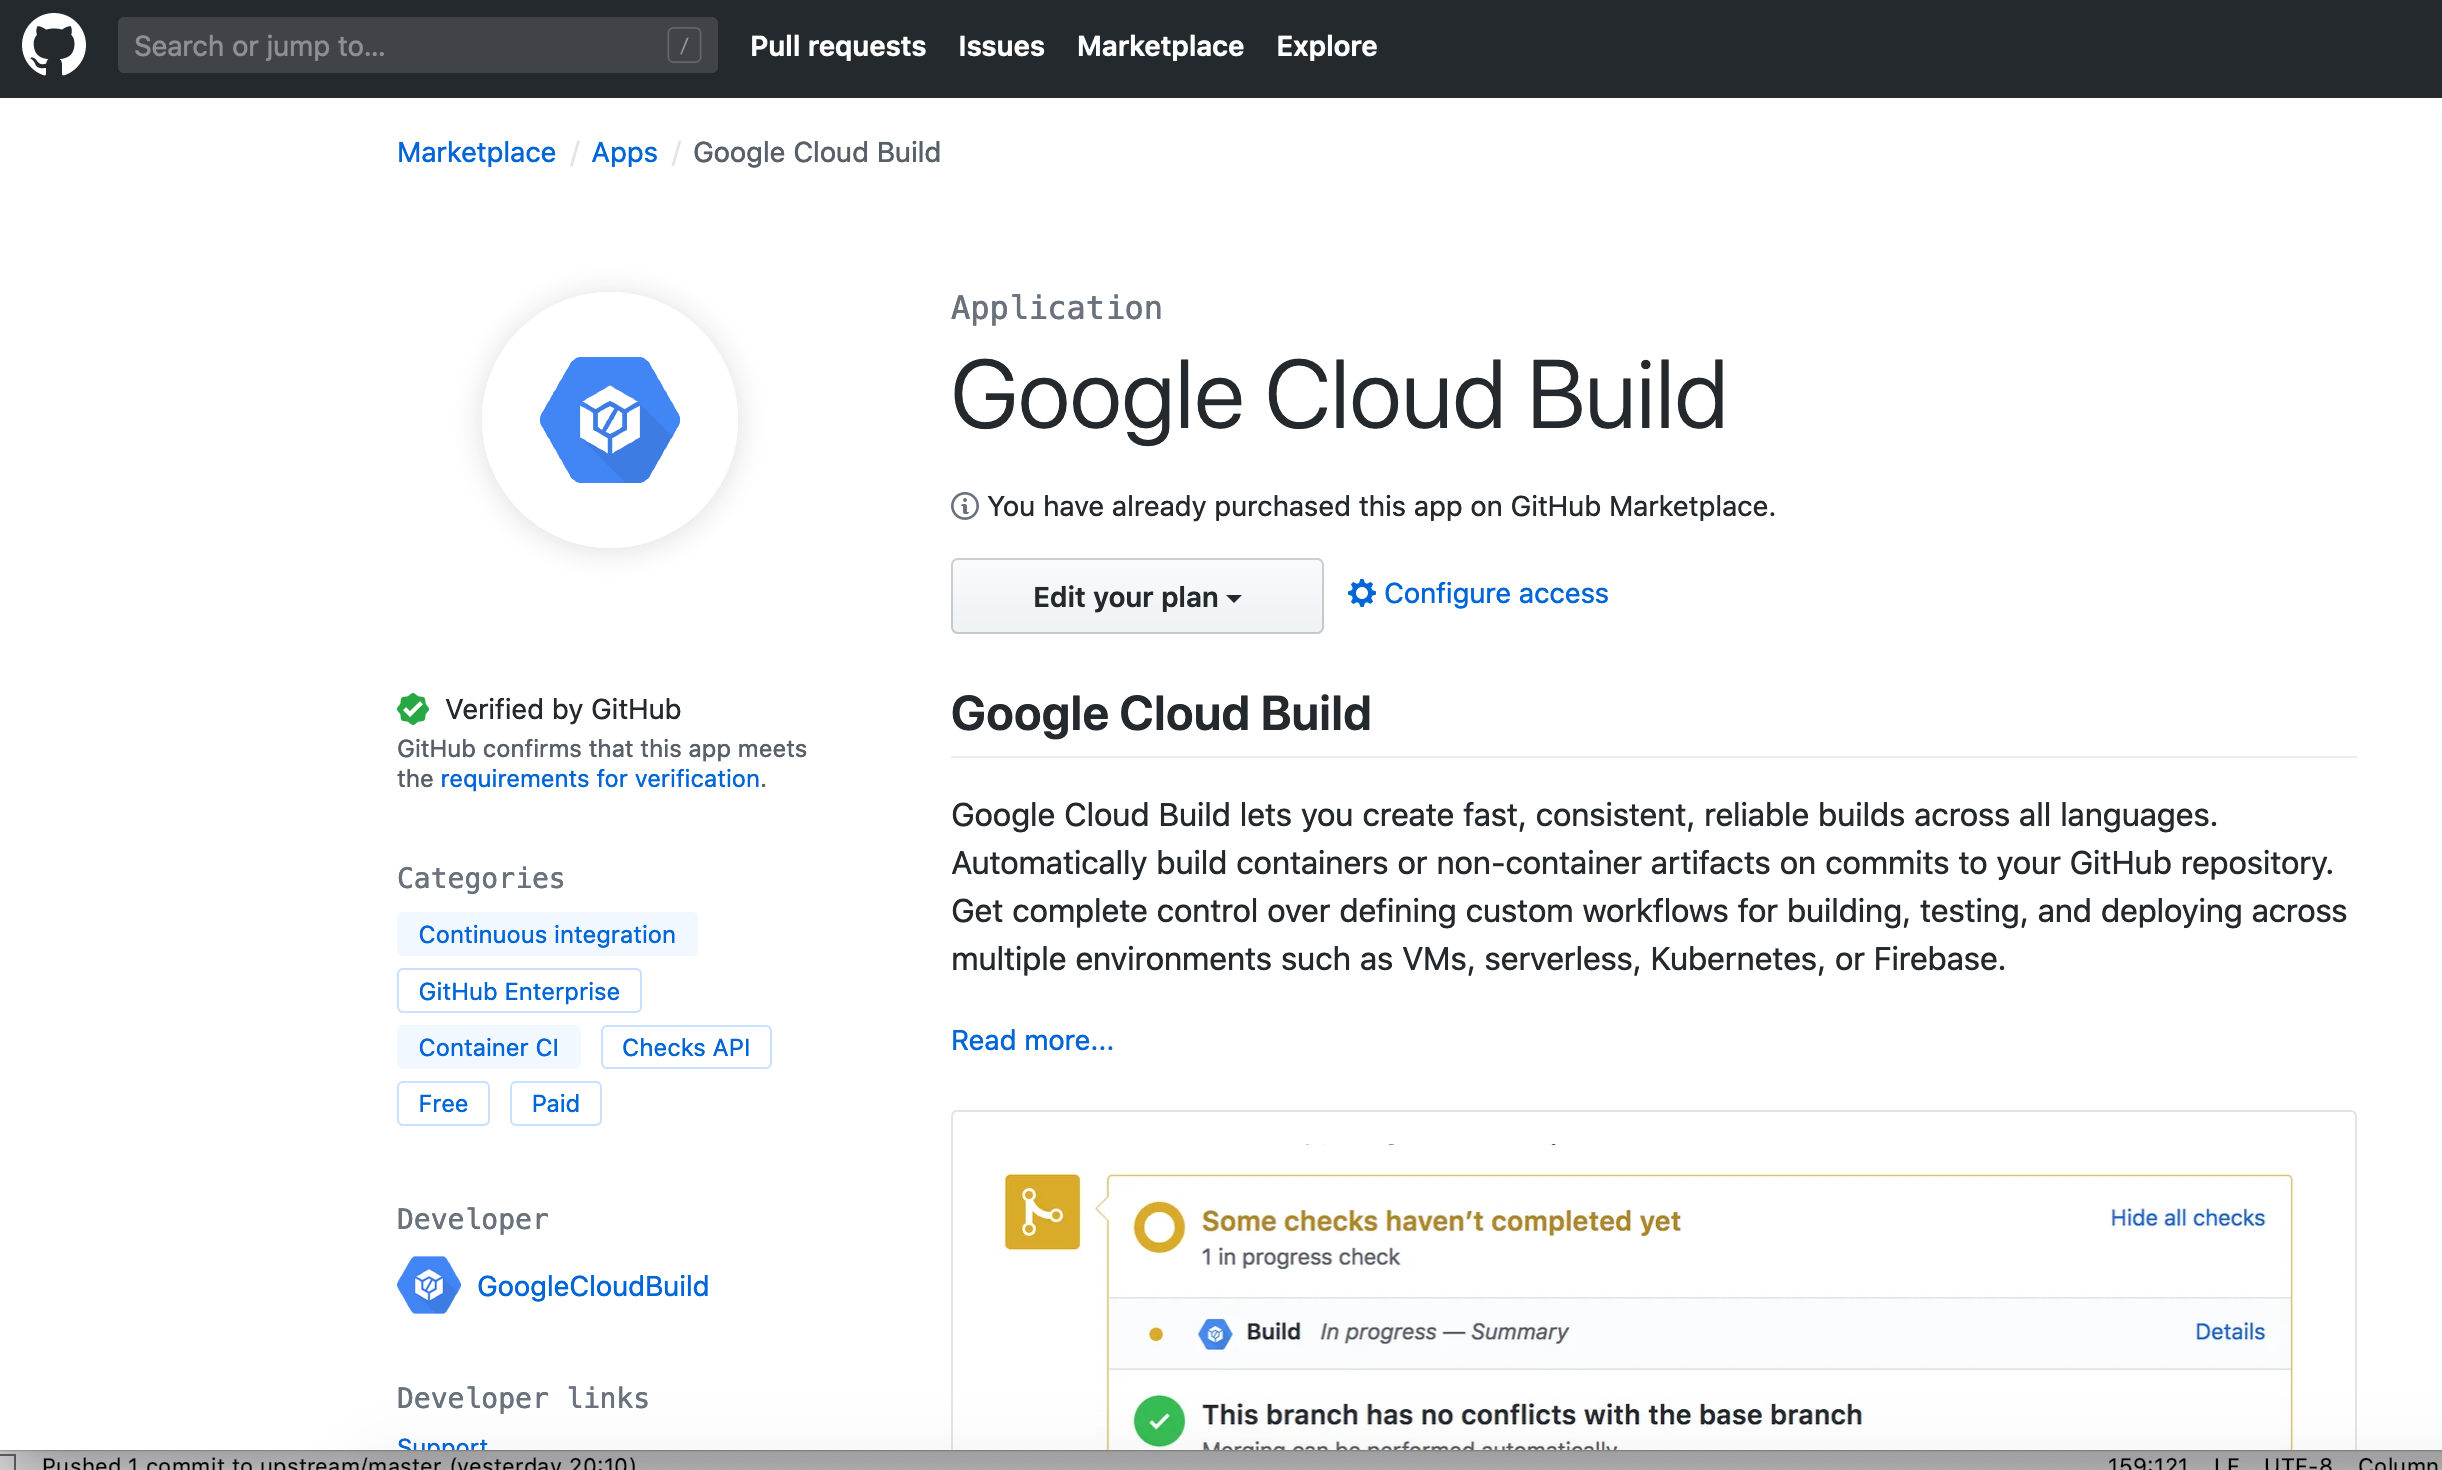 Search or jump to...
/
Pull requests
Issues
Marketplace
Explore
Marketplace / Apps / Google Cloud Build
Application
Google Cloud Build
You have already purchased this app on GitHub Marketplace.
Edit your plan
Configure access
Verified by GitHub
GitHub confirms that this app meets
the requirements for verification.
Categories
Continuous integration
GitHub Enterprise
Container CI
Checks API
Free
Paid
Developer
GoogleCloudBuild
Developer links
Support
Google Cloud Build
Google Cloud Build lets you create fast, consistent, reliable builds across all languages.
Automatically build containers or non-container artifacts on commits to your GitHub repository.
Get complete control over defining custom workflows for building, testing, and deploying across
multiple environments such as VMs, serverless, Kubernetes, or Firebase.
Read more...
Some checks haven't completed yet
Hide all checks
1 in progress check
Build In progress — Summary
Details
This branch has no conflicts with the base branch
Merging can be performed automatically
Pushed 1 commit to upstream/master (yesterday 20:10)
159:121 LF UTF-8 Column